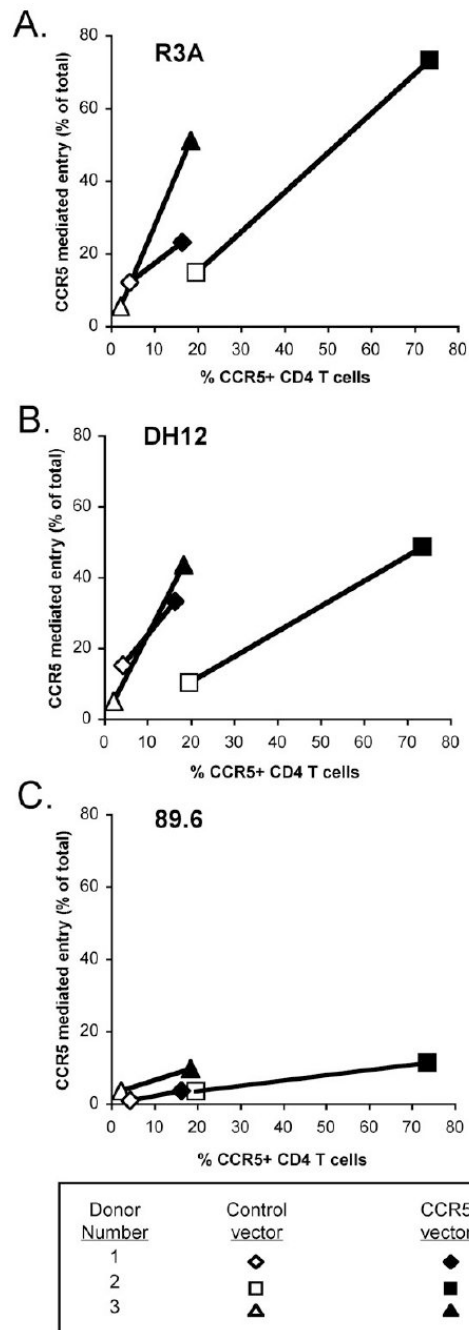 A.
R3A
CCR5 mediated entry (% of total)
80
60
40
20
0
0 10 20 30 40 50 60 70 80
% CCR5+ CD4 T cells
B.
DH12
CCR5 mediated entry (% of total)
80
60
40
20
0
0 10 20 30 40 50 60 70 80
% CCR5+ CD4 T cells
C.
89.6
CCR5 mediated entry (% of total)
80
60
40
20
0
0 10 20 30 40 50 60 70 80
% CCR5+ CD4 T cells
Donor Control CCR5
Number vector vector
1
2
3